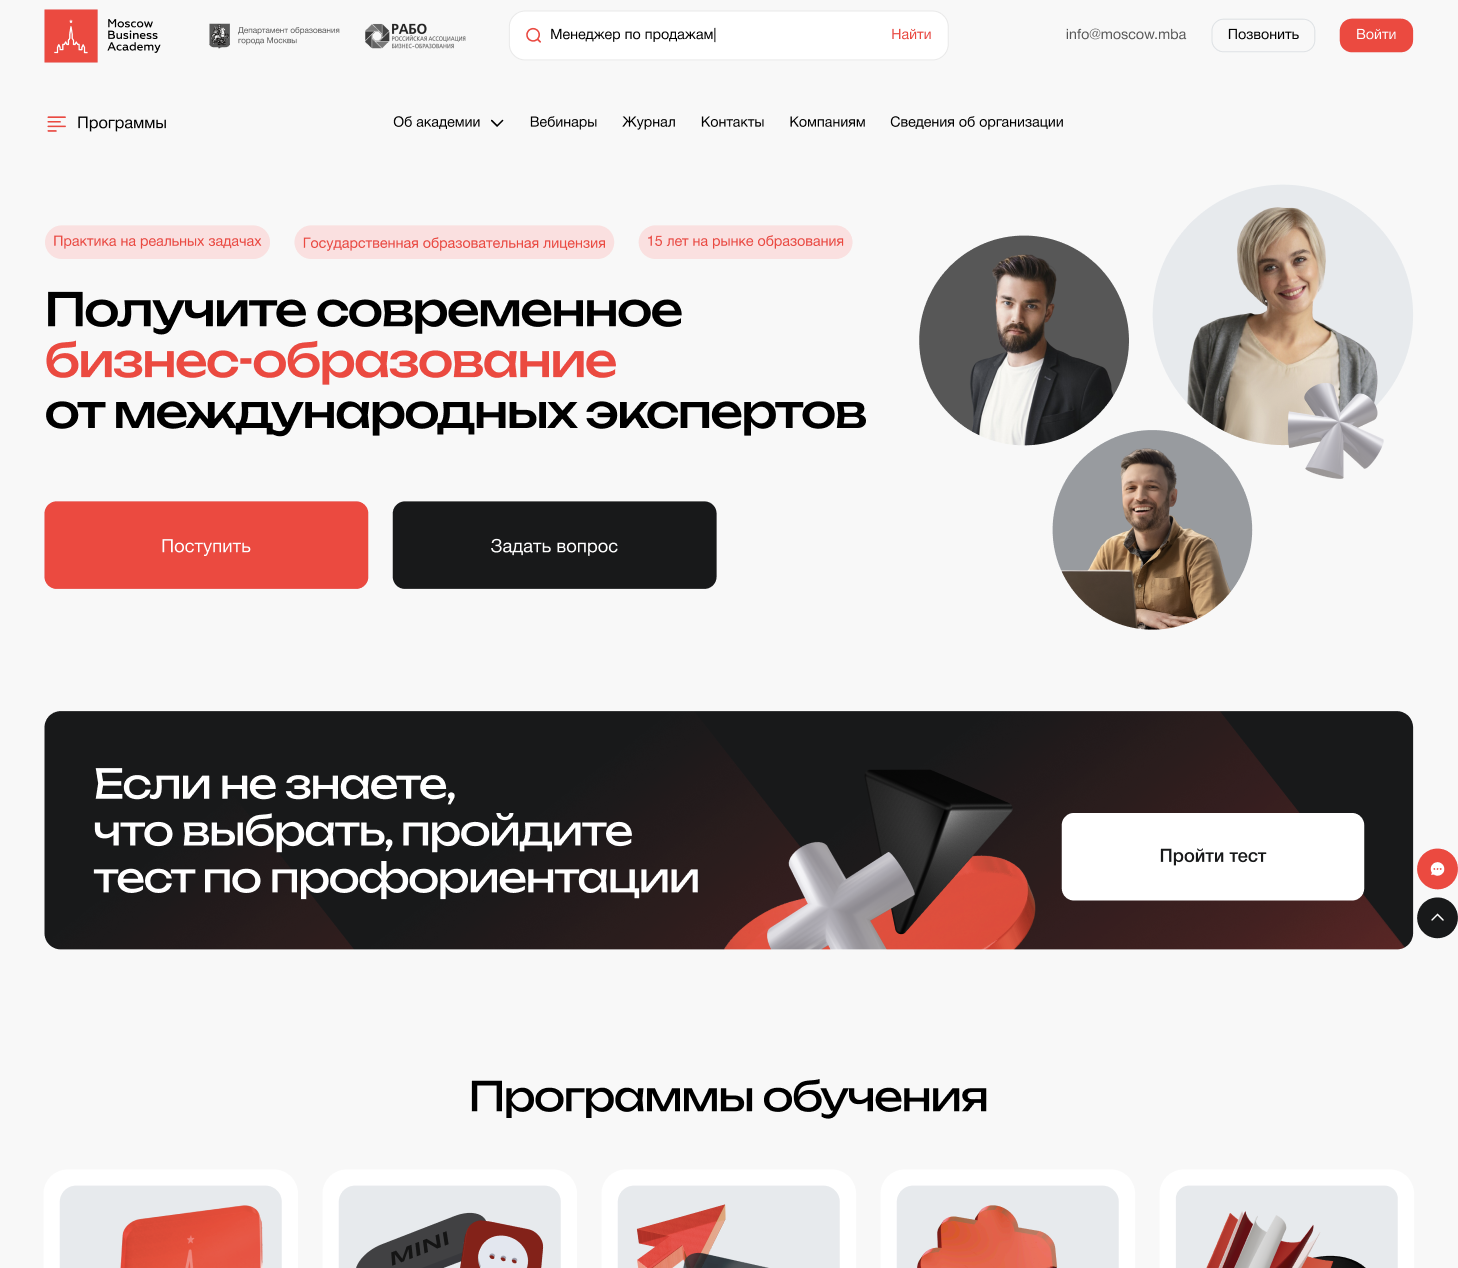 Moscow
Business
Academy
Департамент образования
города Москвы
РАБО
РОССИЙСКАЯ АССОЦИАЦИЯ
БИЗНЕС-ОБРАЗОВАНИЯ
Менеджер по продажам
Найти
info@moscow.mba
Позвонить
Войти
Программы
Об академии
Вебинары
Журнал
Контакты
Компаниям
Сведения об организации
Практика на реальных задачах
Государственная образовательная лицензия
15 лет на рынке образования
Получите современное
бизнес-образование
от международных экспертов
Поступить
Задать вопрос
Если не знаете,
что выбрать, пройдите
тест по профориентации
Пройти тест
Программы обучения
MINI